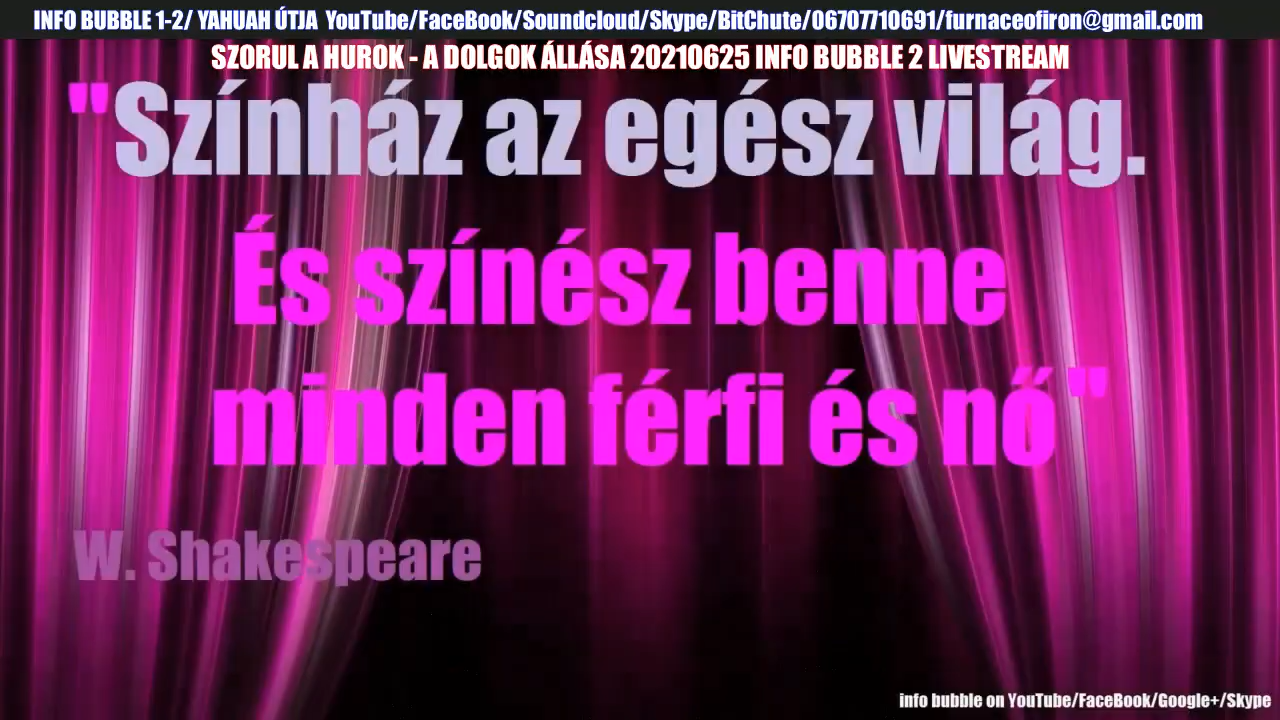 INFO BUBBLE 1-2/ YAHUAH ÚTJA YouTube/FaceBook/Soundcloud/Skype/BitChute/06707710691/furnaceofiron@gmail.com
SZORUL A HUROK - A DOLGOK ÁLLÁSA 20210625 INFO BUBBLE 2 LIVESTREAM
"Színház az egész világ.
És színész benne
minden férfi és nő"
W. Shakespeare
info bubble on YouTube/FaceBook/Google+/Skype